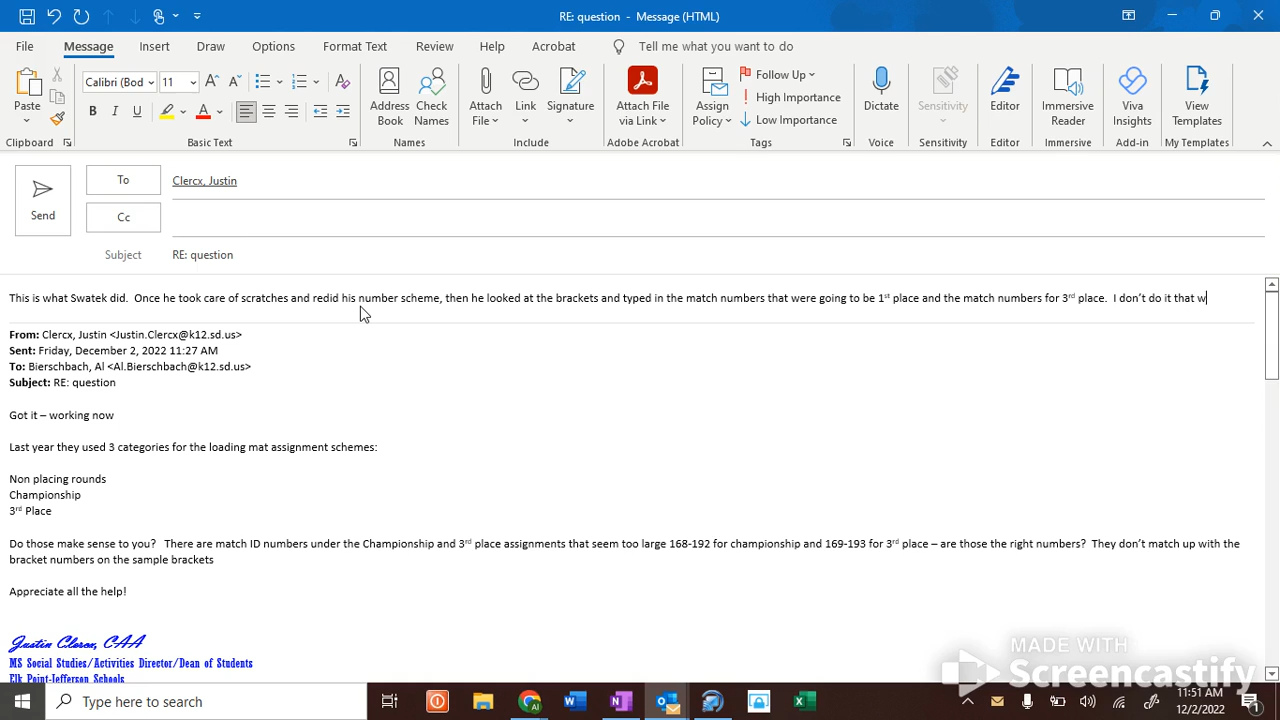 RE: question - Message (HTML)
File Message Insert Draw Options Format Text Review Help Acrobat Tell me what you want to do
Calibri (Bod 11
Follow Up
High Importance
Low Importance
Paste
Address Book
Check Names
Attach File
Link
Signature
Attach File via Link
Assign Policy
Dictate
Sensitivity
Editor
Immersive Reader
Viva Insights
View Templates
B I U A
Clipboard Basic Text Names Include Adobe Acrobat Tags Voice Sensitivity Editor Immersive Add-in My Templates
Send
To Clercx, Justin
Cc
Subject RE: question
This is what Swatek did. Once he took care of scratches and redid his number scheme, then he looked at the brackets and typed in the match numbers that were going to be 1st place and the match numbers for 3rd place. I don’t do it that w
From: Clercx, Justin <Justin.Clercx@k12.sd.us>
Sent: Friday, December 2, 2022 11:27 AM
To: Bierschbach, Al <Al.Bierschbach@k12.sd.us>
Subject: RE: question
Got it – working now
Last year they used 3 categories for the loading mat assignment schemes:
Non placing rounds
Championship
3rd Place
Do those make sense to you? There are match ID numbers under the Championship and 3rd place assignments that seem too large 168-192 for championship and 169-193 for 3rd place – are those the right numbers? They don’t match up with the
bracket numbers on the sample brackets
Appreciate all the help!
Justin Clercx, CAA
MS Social Studies/Activities Director/Dean of Students
Elk Point-Jefferson Schools
MADE WITH
Screencastify
Type here to search
11:51 AM
12/2/2022
1